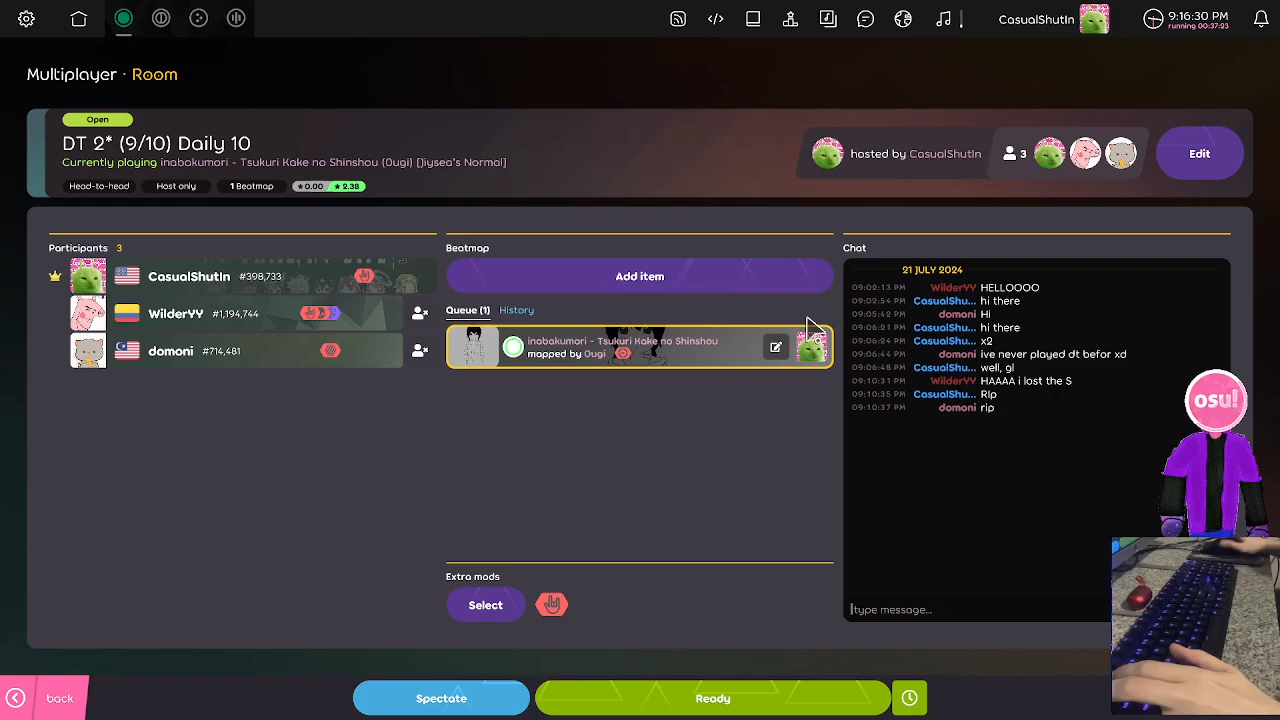 CasualShutIn
9:16:30 PM
running 00:37:23
Multiplayer · Room
Open
DT 2* (9/10) Daily 10
Currently playing inabakumori - Tsukuri Kake no Shinshou (0ugi) [Jiysea's Normal]
Head-to-head
Host only
1 Beatmap
0.00
2.38
hosted by CasualShutIn
3
Edit
Participants 3
CasualShutIn #398,733
WilderYY #1,194,744
domoni #714,481
Beatmap
Add item
Queue (1) History
inabakumori - Tsukuri Kake no Shinshou
mapped by 0ugi
Extra mods
Select
Chat
21 JULY 2024
09:02:13 PM WilderYY HELLOOOO
09:02:54 PM CasualShu... hi there
09:05:42 PM domoni Hi
09:06:21 PM CasualShu... hi there
09:06:24 PM CasualShu... x2
09:06:44 PM domoni ive never played dt befor xd
09:06:48 PM CasualShu... well, gl
09:10:31 PM WilderYY HAAAA i lost the S
09:10:35 PM CasualShu... Rip
09:10:37 PM domoni rip
type message...
osu!
back
Spectate
Ready